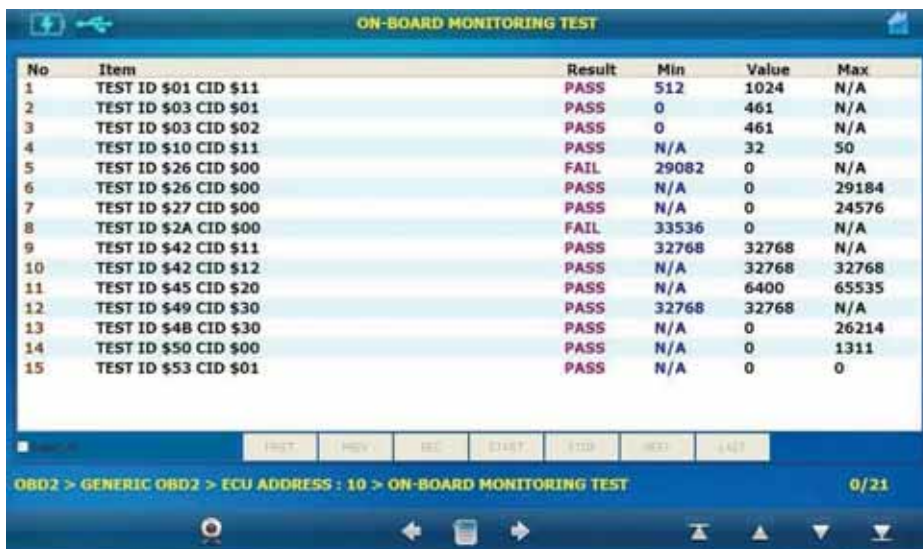 ON-BOARD MONITORING TEST
No Item Result Min Value Max
1 TEST ID $01 CID $11 PASS 512 1024 N/A
2 TEST ID $03 CID $01 PASS 0 461 N/A
3 TEST ID $03 CID $02 PASS 0 461 N/A
4 TEST ID $10 CID $11 PASS N/A 32 50
5 TEST ID $26 CID $00 FAIL 29082 0 N/A
6 TEST ID $26 CID $00 PASS N/A 0 29184
7 TEST ID $27 CID $00 PASS N/A 0 24576
8 TEST ID $2A CID $00 FAIL 33536 0 N/A
9 TEST ID $42 CID $11 PASS 32768 32768 N/A
10 TEST ID $42 CID $12 PASS N/A 32768 32768
11 TEST ID $45 CID $20 PASS N/A 6400 65535
12 TEST ID $49 CID $30 PASS 32768 32768 N/A
13 TEST ID $4B CID $30 PASS N/A 0 26214
14 TEST ID $50 CID $00 PASS N/A 0 1311
15 TEST ID $53 CID $01 PASS N/A 0 0
START
OBD2 > GENERIC OBD2 > ECU ADDRESS : 10 > ON-BOARD MONITORING TEST 0/21